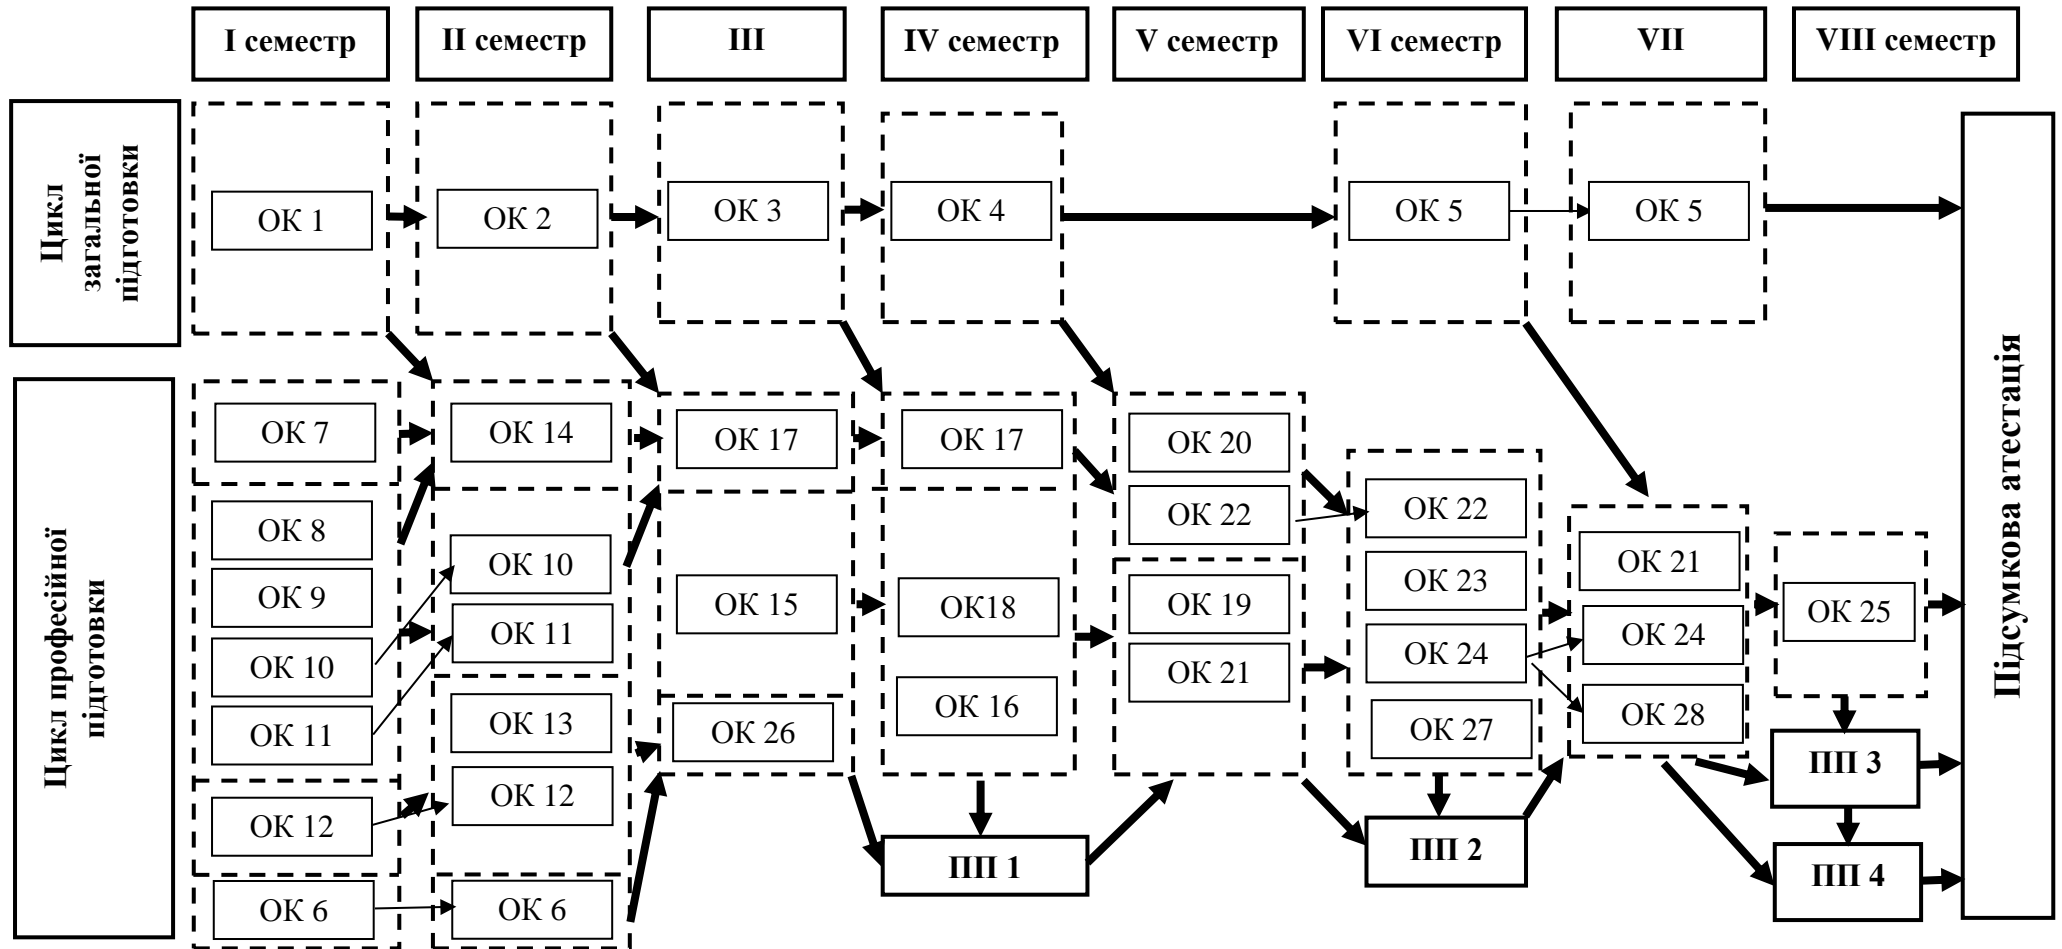 I семестр
II семестр
III
IV семестр
V семестр
VI семестр
VII
VIII семестр
Цикл
загальної
підготовки
ОК 1
ОК 2
ОК 3
ОК 4
ОК 5
ОК 5
Цикл професійної
підготовки
ОК 7
ОК 8
ОК 9
ОК 10
ОК 11
ОК 12
ОК 6
ОК 14
ОК 10
ОК 11
ОК 13
ОК 12
ОК 6
ОК 17
ОК 15
ОК 26
ОК 17
ОК18
ОК 16
ПП 1
ОК 20
ОК 22
ОК 19
ОК 21
ОК 22
ОК 23
ОК 24
ОК 27
ПП 2
ОК 21
ОК 24
ОК 28
ОК 25
ПП 3
ПП 4
Підсумкова атестація